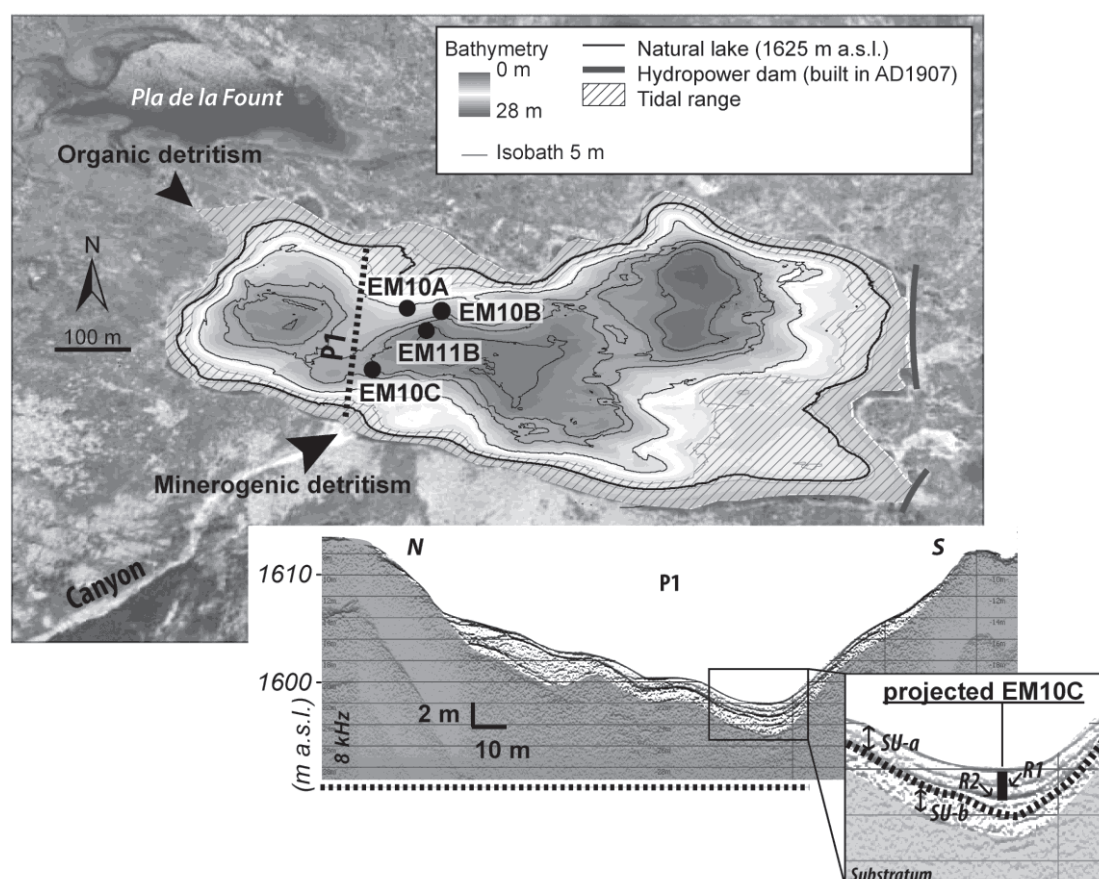 Bathymetry
0 m
28 m
Isobath 5 m
Natural lake (1625 m a.s.l.)
Hydropower dam (built in AD1907)
Tidal range
Pla de la Fount
Organic detritism
N
100 m
P1
EM10A
EM10B
EM11B
EM10C
Minerogenic detritism
Canyon
N
P1
S
1610
1600
(m a.s.l.)
8 kHz
2 m
10 m
projected EM10C
SU-a
R2
R1
SU-b
Substratum